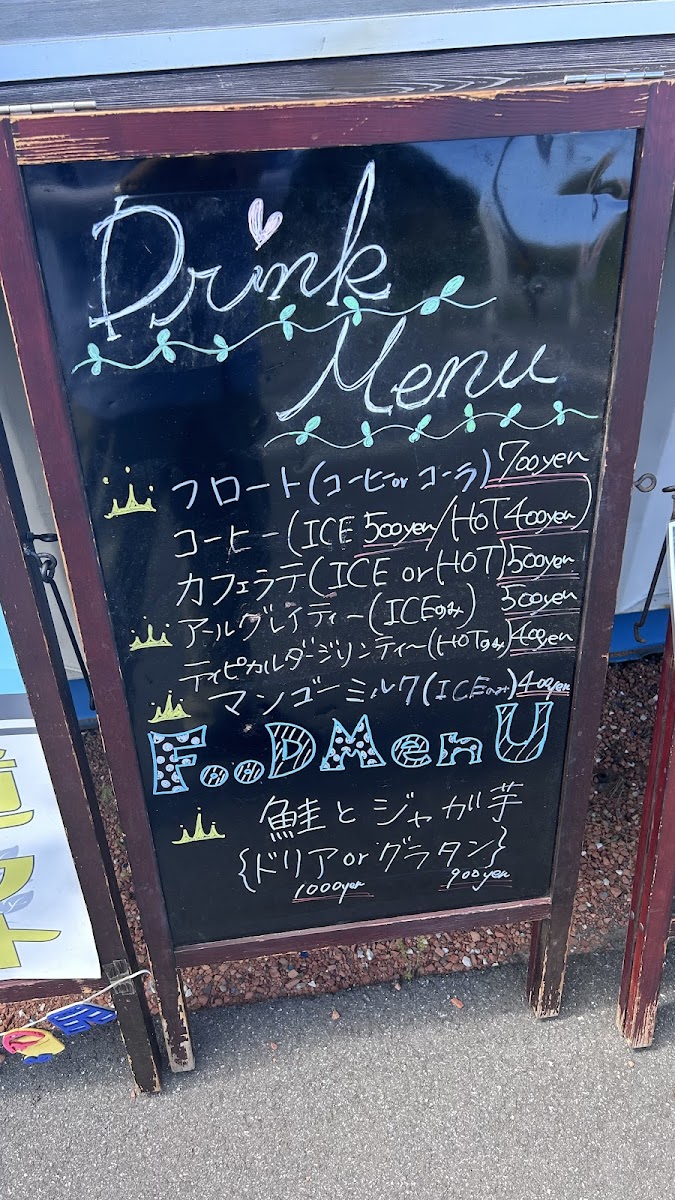 Drink
Menu
フロート(コーヒーorコーラ) 700yen
コーヒー(ICE 500yen/HOT 400yen)
カフェラテ(ICE or HOT) 500yen
アールグレイティー(ICEのみ) 500yen
ティピカルダージリンティー(HOTのみ) 400yen
マンゴーミルク(ICEのみ) 400yen
FooDMenU
鮭とジャガ芋
{ドリアorグラタン}
1000yen 900yen